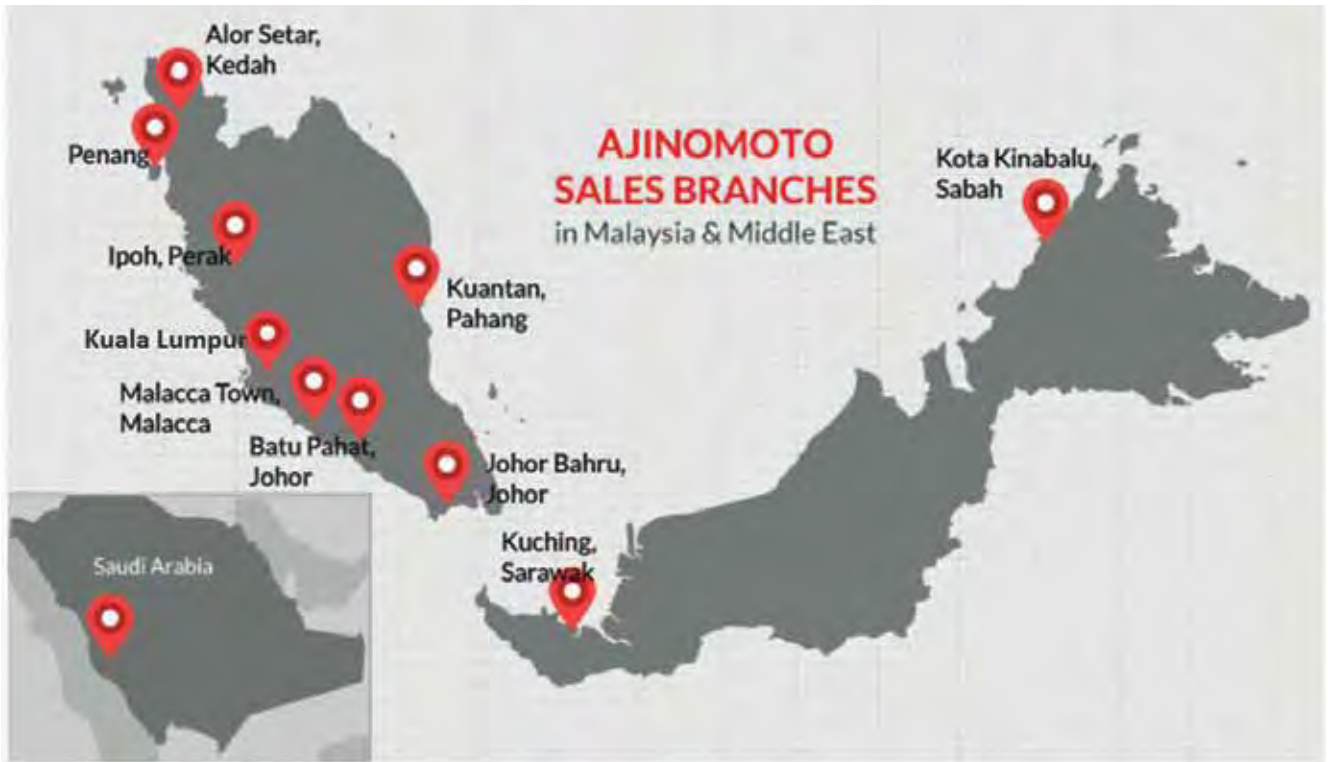 Alor Setar,
Kedah
Penang
Ipoh, Perak
Kuala Lumpur
Malacca Town,
Malacca
Batu Pahat,
Johor
Johor Bahru,
Johor
Kuantan,
Pahang
AJINOMOTO
SALES BRANCHES
in Malaysia & Middle East
Kota Kinabalu,
Sabah
Kuching,
Sarawak
Saudi Arabia